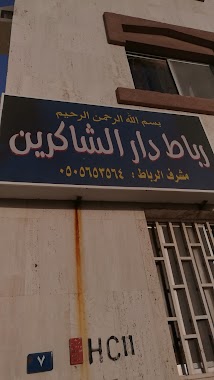 بسم الله الرحمن الرحيم
رباط دار الشاكرين
مشرف الرباط : ٠٥٠٥٦٥٣٥٦٤
٧
HC11